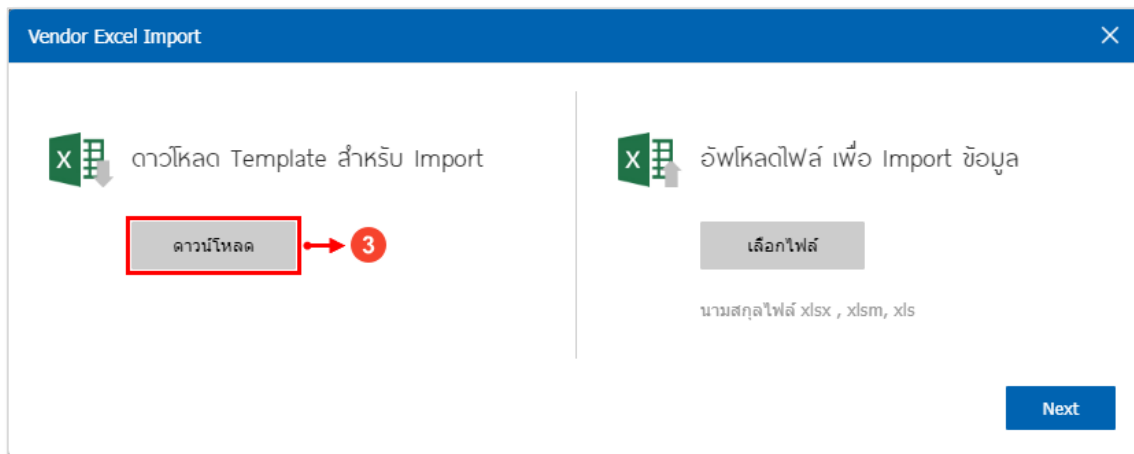 Vendor Excel Import
ดาวโหลด Template สำหรับ Import
ดาวน์โหลด
3
อัพโหลดไฟล์ เพื่อ Import ข้อมูล
เลือกไฟล์
นามสกุลไฟล์ xlsx , xlsm, xls
Next